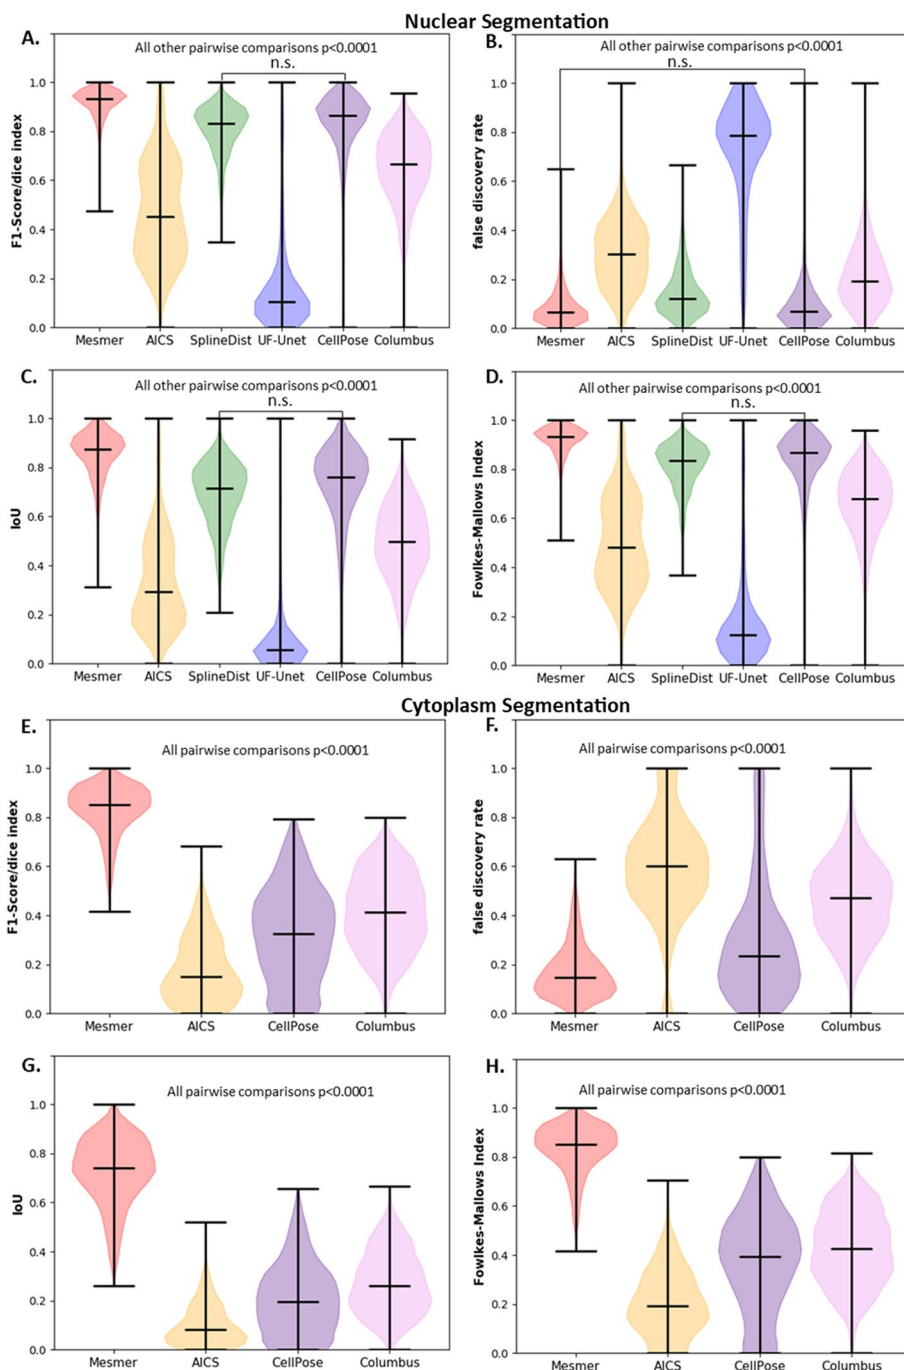 Nuclear Segmentation
A.
All other pairwise comparisons p<0.0001
n.s.
F1-Score/dice index
1.0
0.8
0.6
0.4
0.2
0.0
Mesmer AICS SplineDist UF-Unet CellPose Columbus
B.
All other pairwise comparisons p<0.0001
n.s.
false discovery rate
1.0
0.8
0.6
0.4
0.2
0.0
Mesmer AICS SplineDist UF-Unet CellPose Columbus
C.
All other pairwise comparisons p<0.0001
n.s.
IoU
1.0
0.8
0.6
0.4
0.2
0.0
Mesmer AICS SplineDist UF-Unet CellPose Columbus
D.
All other pairwise comparisons p<0.0001
n.s.
Fowlkes-Mallows Index
1.0
0.8
0.6
0.4
0.2
0.0
Mesmer AICS SplineDist UF-Unet CellPose Columbus
Cytoplasm Segmentation
E.
All pairwise comparisons p<0.0001
F1-Score/dice index
1.0
0.8
0.6
0.4
0.2
0.0
Mesmer AICS CellPose Columbus
F.
All pairwise comparisons p<0.0001
false discovery rate
1.0
0.8
0.6
0.4
0.2
0.0
Mesmer AICS CellPose Columbus
G.
All pairwise comparisons p<0.0001
IoU
1.0
0.8
0.6
0.4
0.2
0.0
Mesmer AICS CellPose Columbus
H.
All pairwise comparisons p<0.0001
Fowlkes-Mallows Index
1.0
0.8
0.6
0.4
0.2
0.0
Mesmer AICS CellPose Columbus